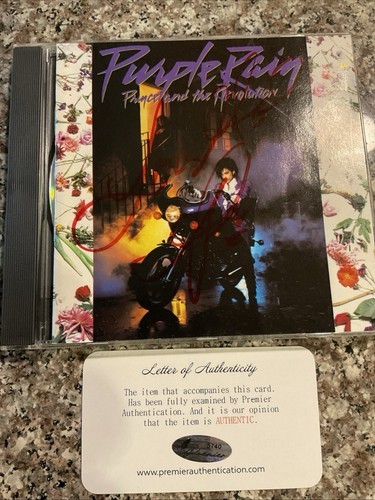 Purple Rain
Prince and the Revolution
Letter of Authenticity
The item that accompanies this card.
Has been fully examined by Premier
Authentication. And it is our opinion
that the item is AUTHENTIC.
5740
www.premierauthentication.com